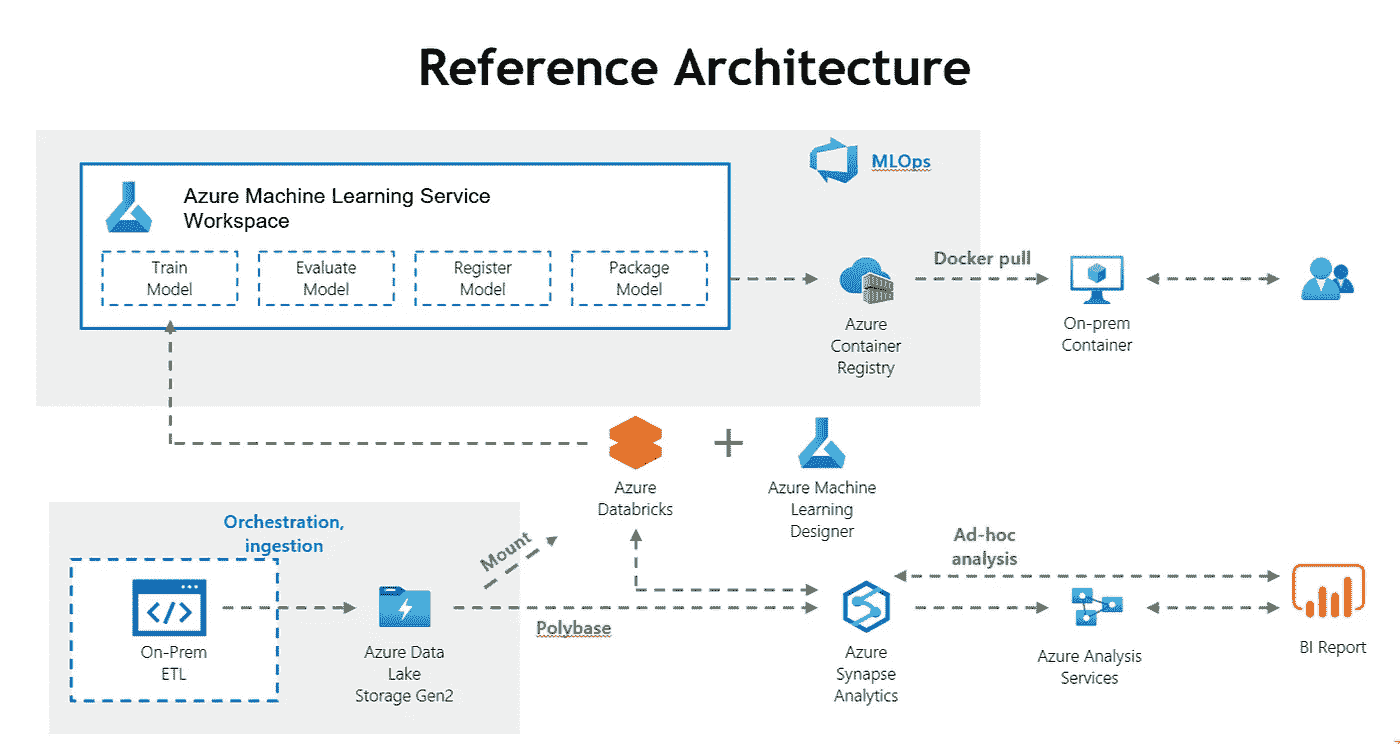 Reference Architecture
MLOps
Azure Machine Learning Service
Workspace
Train
Model
Evaluate
Model
Register
Model
Package
Model
Docker pull
Azure
Container
Registry
On-prem
Container
Azure
Databricks
Azure Machine
Learning
Designer
Orchestration,
ingestion
Mount
Ad-hoc
analysis
On-Prem
ETL
Azure Data
Lake
Storage Gen2
Polybase
Azure
Synapse
Analytics
Azure Analysis
Services
BI Report